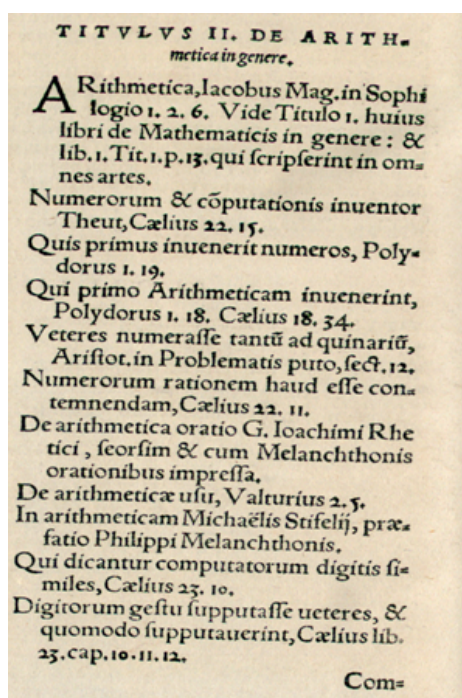 TITVLVS II. DE ARITH=
metica in genere.
ARithmetica, Iacobus Mag. in Sophi
logio 1. 2. 6. Vide Titulo 1. huius
libri de Mathematicis in genere: &
lib. 1. Tit. 1. p. 13. qui ſcripſerint in om=
nes artes.
Numerorum & cōputationis inuentor
Theut, Cælius 22. 15.
Quis primus inuenerit numeros, Poly=
dorus 1. 19.
Qui primo Arithmeticam inuenerint,
Polydorus 1. 18. Cælius 18. 34.
Veteres numeraſſe tantū ad quinariū,
Ariſtot. in Problematis puto, ſect. 12.
Numerorum rationem haud eſſe con=
temnendam, Cælius 22. 11.
De arithmetica oratio G. Ioachimi Rhe
tici, ſeorſim & cum Melanchthonis
orationibus impreſſa.
De arithmeticæ uſu, Valturius 2. 5.
In arithmeticam Michaëlis Stifelij, præ=
fatio Philippi Melanchthonis.
Qui dicantur computatorum digitis ſi=
miles, Cælius 23. 10.
Digitorum geſtu ſupputaſſe ueteres, &
quomodo ſupputauerint, Cælius lib.
23. cap. 10. 11. 12.
Com=